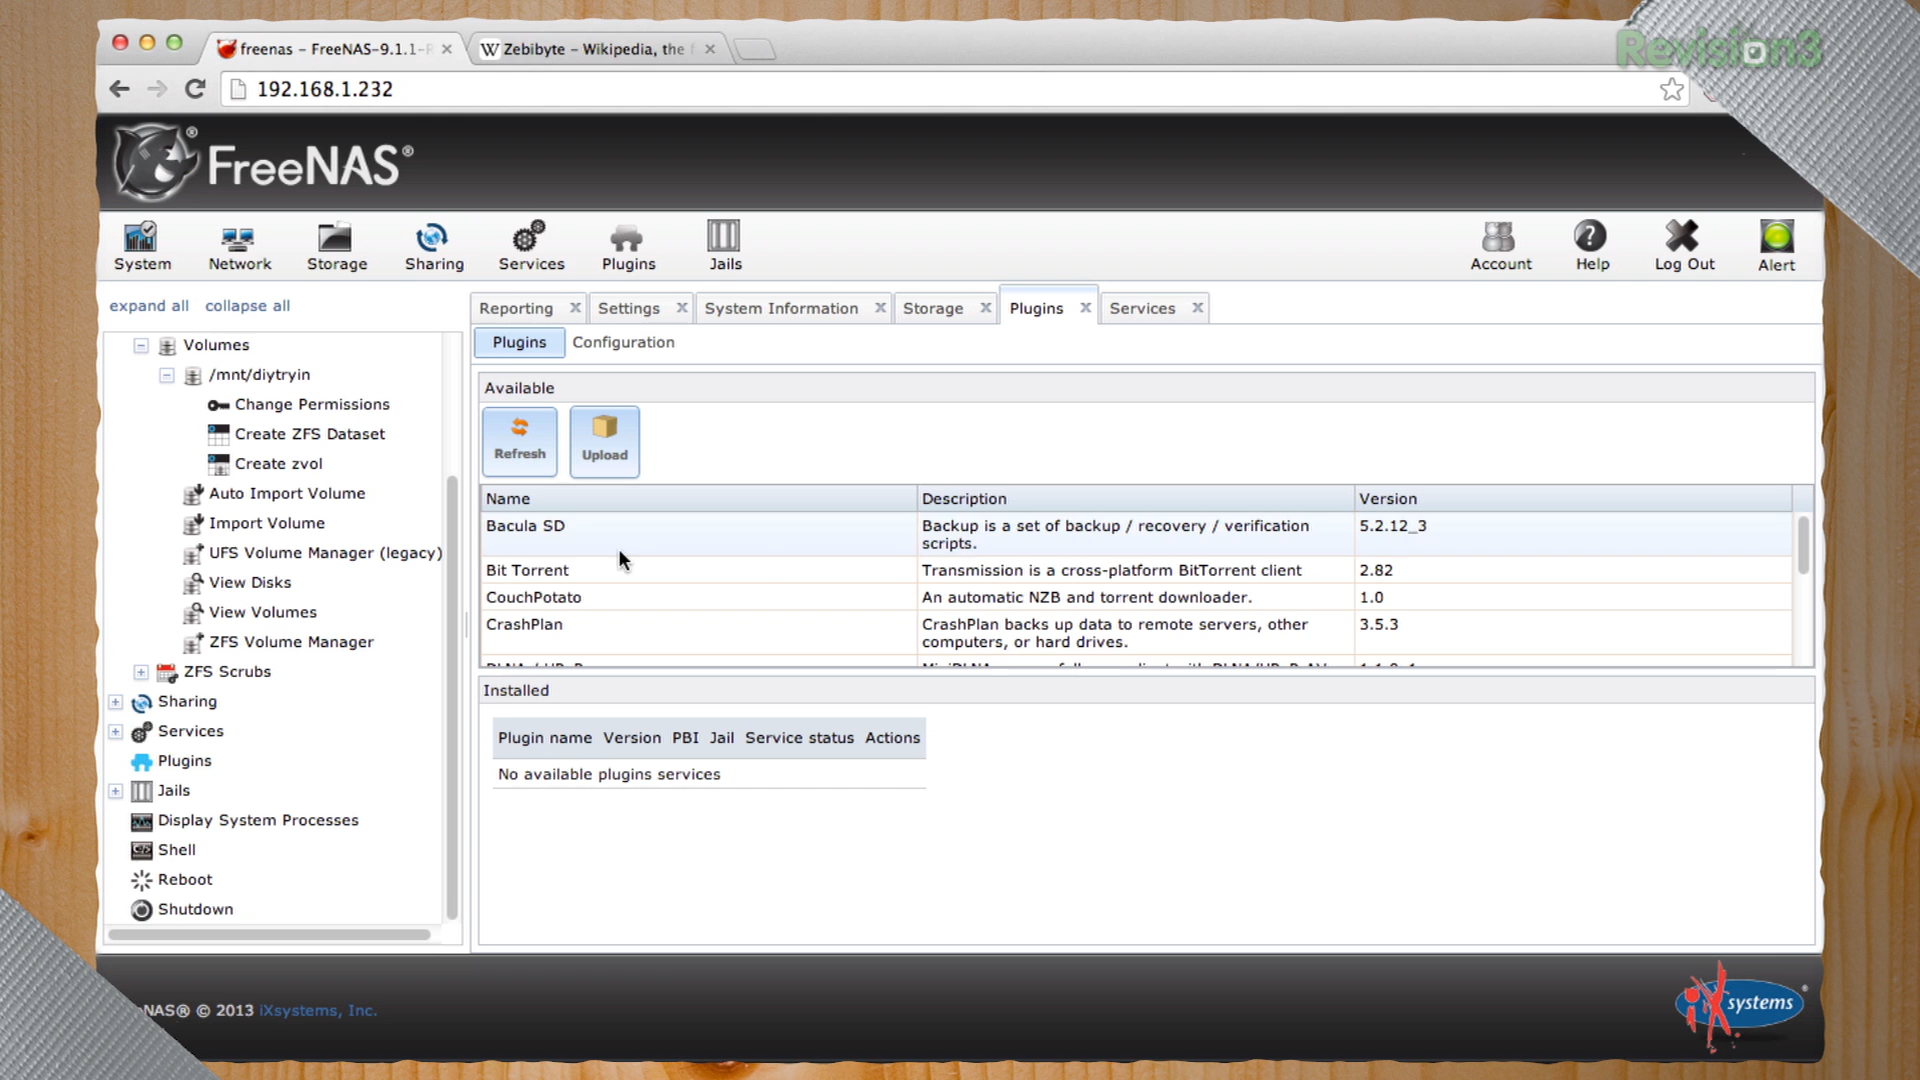 Revision3
freenas – FreeNAS-9.1.1-
Zebibyte – Wikipedia, the
192.168.1.232
FreeNAS®
System
Network
Storage
Sharing
Services
Plugins
Jails
Account
Help
Log Out
Alert
expand all
collapse all
Reporting
Settings
System Information
Storage
Plugins
Services
Plugins
Configuration
Volumes
/mnt/diytryin
Change Permissions
Create ZFS Dataset
Create zvol
Auto Import Volume
Import Volume
UFS Volume Manager (legacy)
View Disks
View Volumes
ZFS Volume Manager
ZFS Scrubs
Sharing
Services
Plugins
Jails
Display System Processes
Shell
Reboot
Shutdown
Available
Refresh
Upload
Name Description Version
Bacula SD Backup is a set of backup / recovery / verification 5.2.12_3
scripts.
Bit Torrent Transmission is a cross-platform BitTorrent client 2.82
CouchPotato An automatic NZB and torrent downloader. 1.0
CrashPlan CrashPlan backs up data to remote servers, other 3.5.3
computers, or hard drives.
Installed
Plugin name Version PBI Jail Service status Actions
No available plugins services
NAS® © 2013 iXsystems, Inc.
iXsystems®